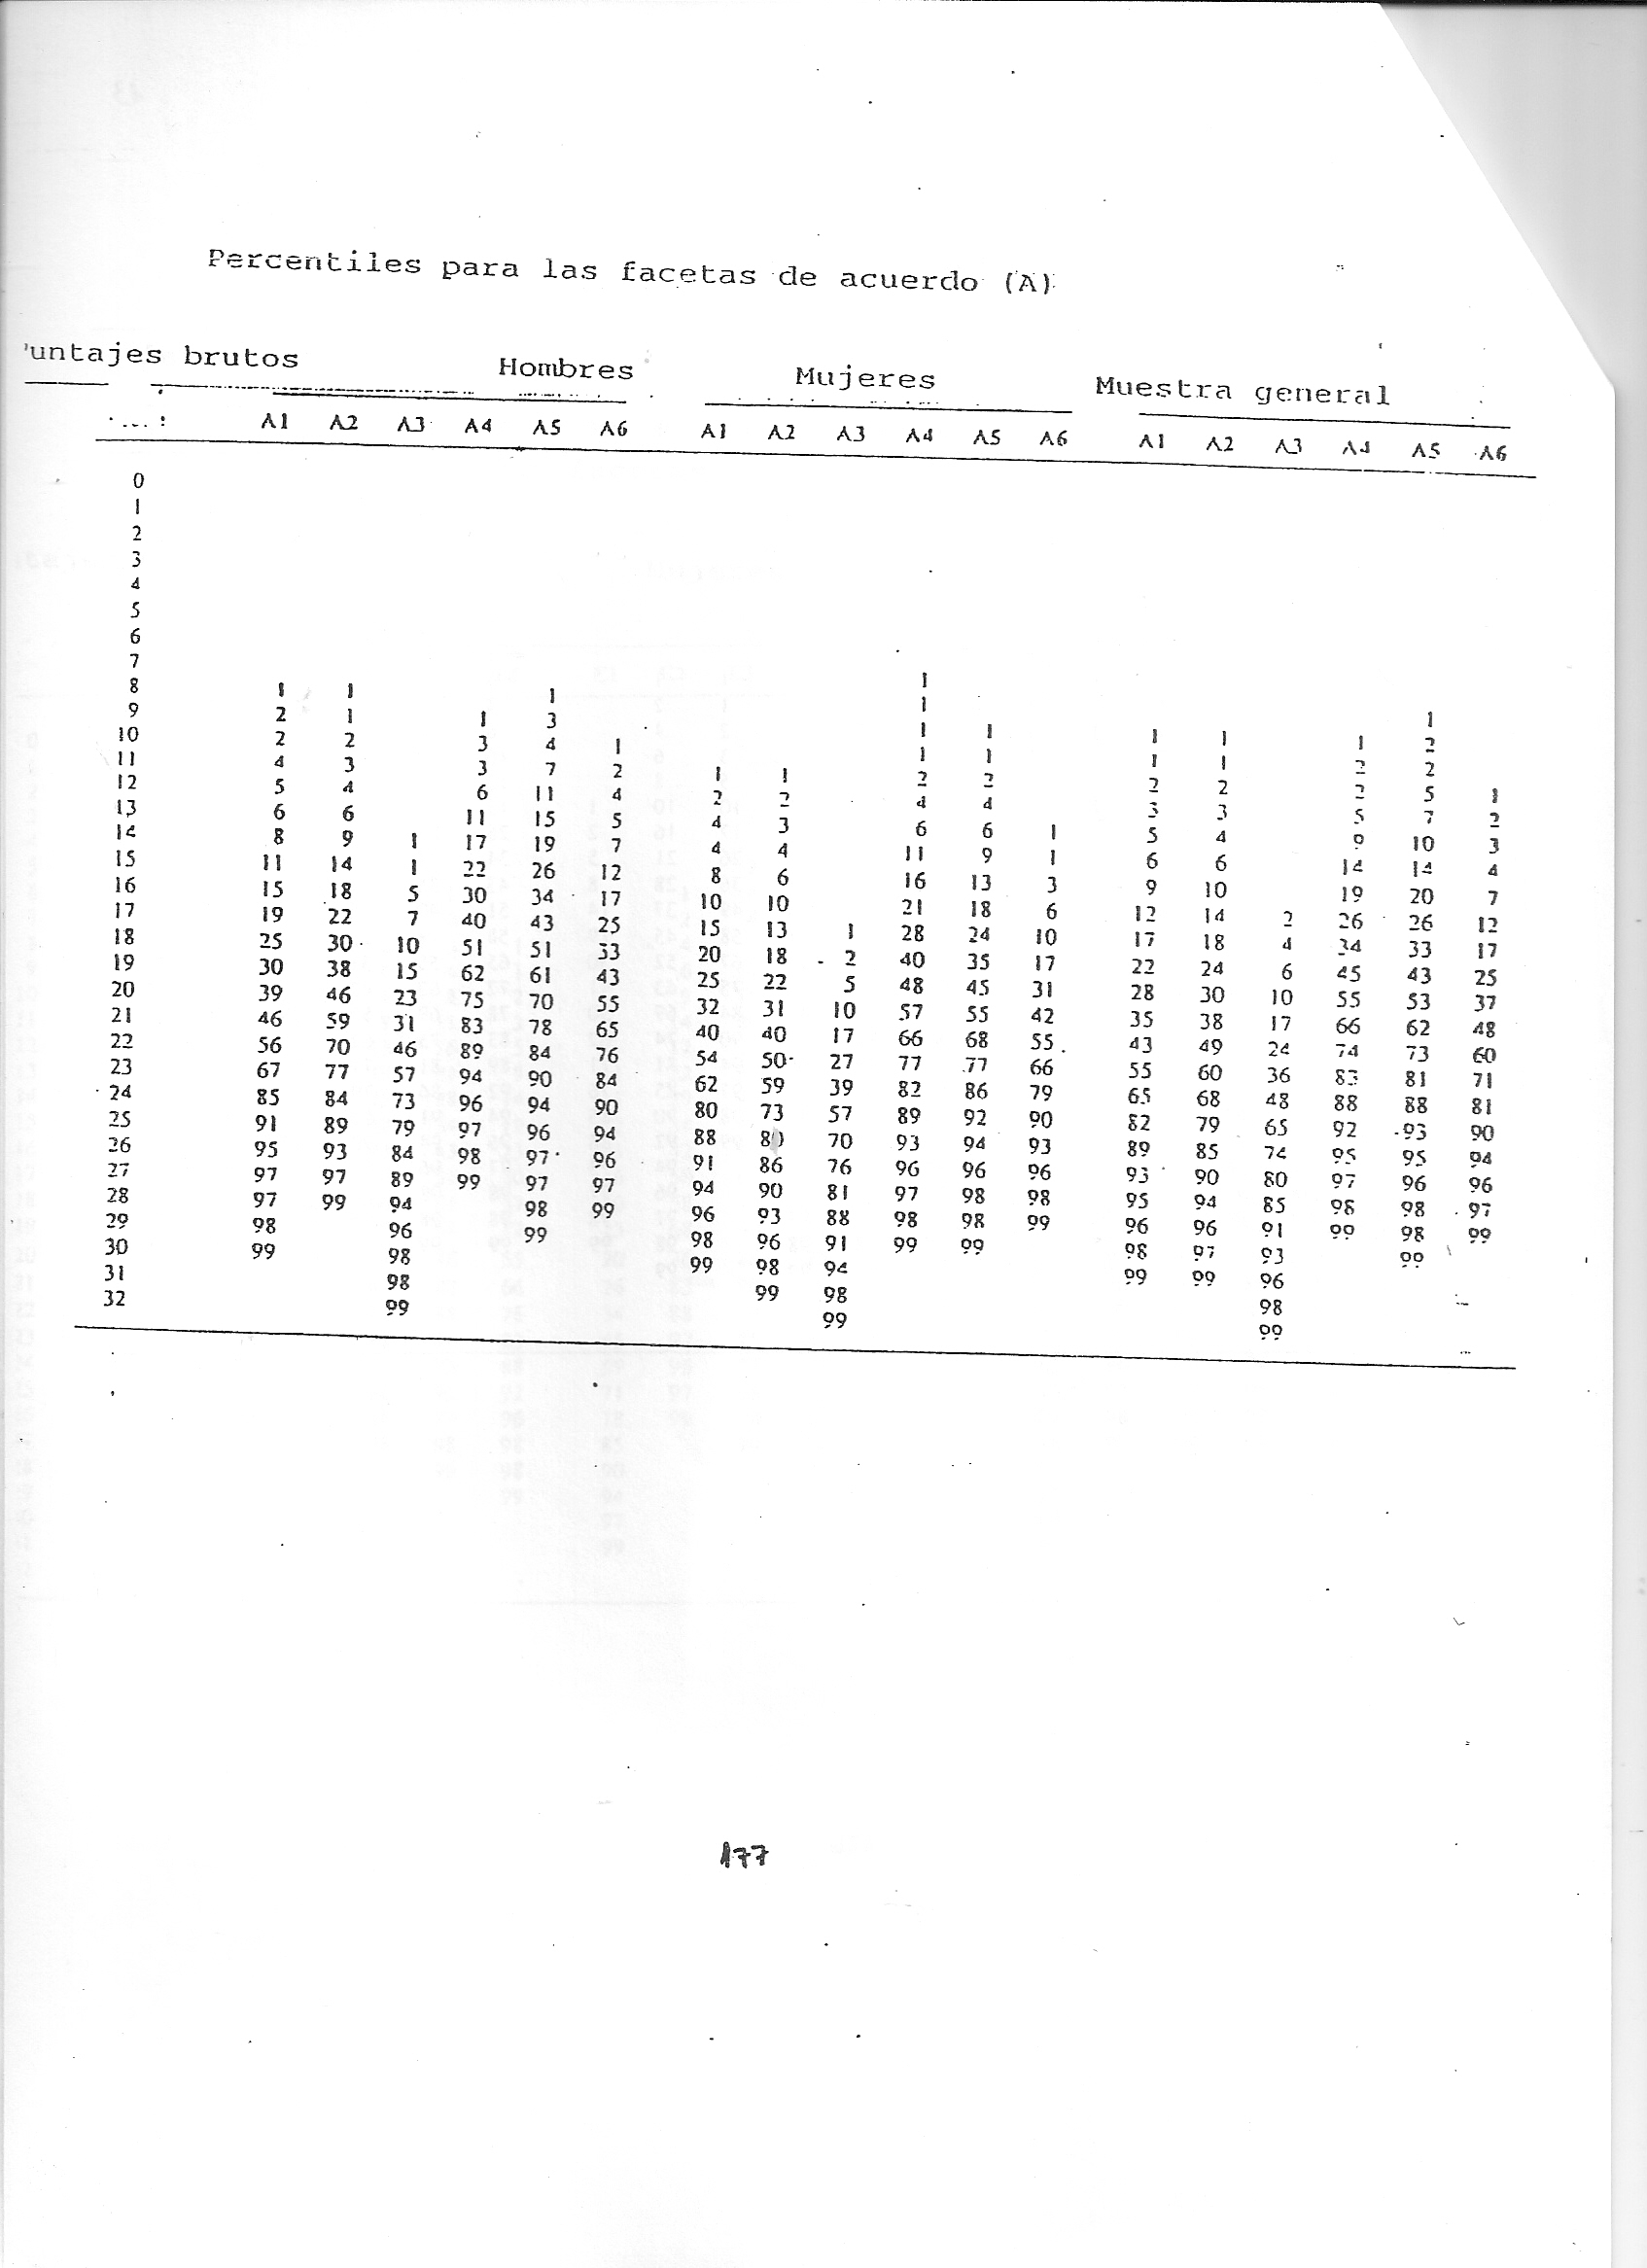 Percentiles para las facetas de acuerdo (A)
untajes brutos Hombres Mujeres Muestra general
A1 A2 A3 A4 A5 A6 A1 A2 A3 A4 A5 A6 A1 A2 A3 A4 A5 A6
0
1
2
3
4
5
6
7 1
8 1 1 1 1 1
9 2 1 1 3 1 1 1 1 1 2
10 2 2 3 4 1 1 1 1 1 2 2
11 4 3 3 7 2 1 1 2 2 2 2 2 5 1
12 5 4 6 11 4 2 2 4 4 3 3 5 7 2
13 6 6 11 15 5 4 3 6 6 1 5 4 9 10 3
14 8 9 1 17 19 7 4 4 11 9 1 6 6 14 14 4
15 11 14 1 22 26 12 8 6 16 13 3 9 10 19 20 7
16 15 18 5 30 34 17 10 10 21 18 6 12 14 2 26 26 12
17 19 22 7 40 43 25 15 13 1 28 24 10 17 18 4 34 33 17
18 25 30 10 51 51 33 20 18 2 40 35 17 22 24 6 45 43 25
19 30 38 15 62 61 43 25 22 5 48 45 31 28 30 10 55 53 37
20 39 46 23 75 70 55 32 31 10 57 55 42 35 38 17 66 62 48
21 46 59 31 83 78 65 40 40 17 66 68 55 43 49 24 74 73 60
22 56 70 46 89 84 76 54 50 27 77 77 66 55 60 36 83 81 71
23 67 77 57 94 90 84 62 59 39 82 86 79 65 68 48 88 88 81
24 85 84 73 96 94 90 80 73 57 89 92 90 82 79 65 92 93 90
25 91 89 79 97 96 94 88 80 70 93 94 93 89 85 74 95 95 94
26 95 93 84 98 97 96 91 86 76 96 96 96 93 90 80 97 96 96
27 97 97 89 99 97 97 94 90 81 97 98 98 95 94 85 98 98 97
28 97 99 94 98 99 96 93 88 98 98 99 96 96 91 99 98 99
29 98 96 99 98 96 91 99 99 98 97 93 99
30 99 98 99 98 94 99 99 96
31 98 99 98 98
32 99 99 99
177